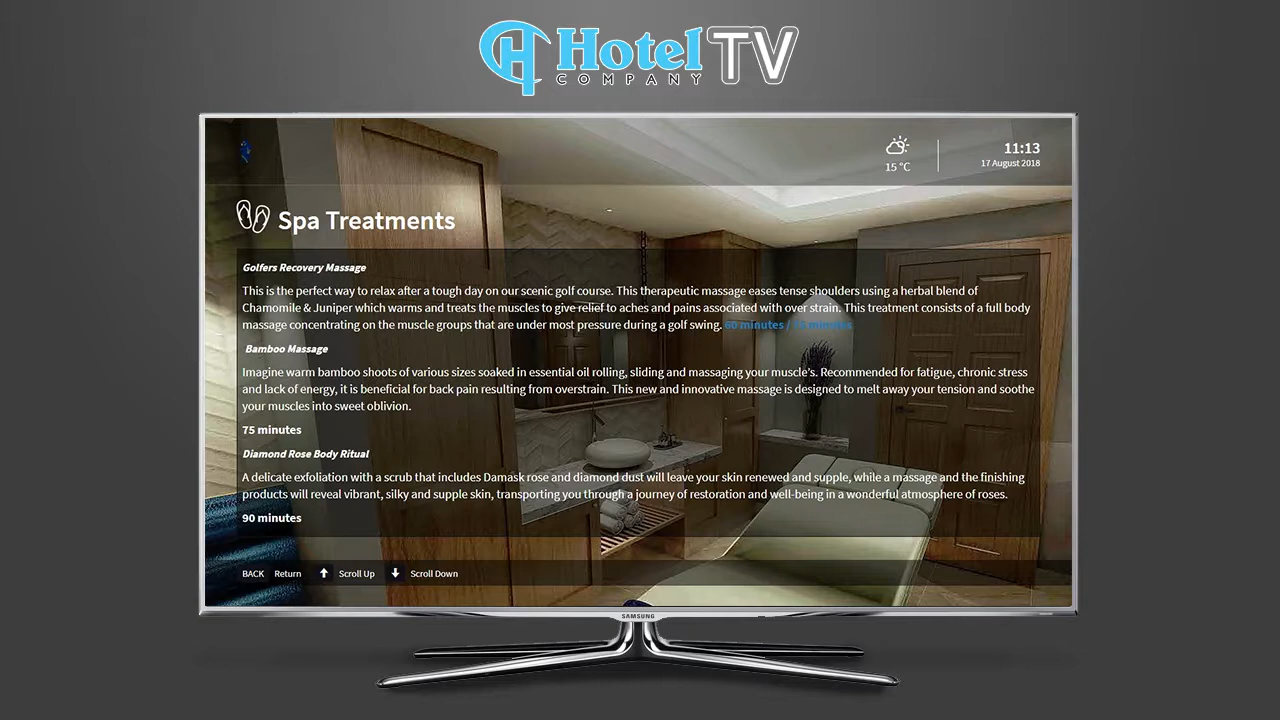 Hotel TV
COMPANY
15 °C
11:13
17 August 2018
Spa Treatments
Golfers Recovery Massage
This is the perfect way to relax after a tough day on our scenic golf course. This therapeutic massage eases tense shoulders using a herbal blend of
Chamomile & Juniper which warms and treats the muscles to give relief to aches and pains associated with over strain. This treatment consists of a full body
massage concentrating on the muscle groups that are under most pressure during a golf swing. 60 minutes / 75 minutes
Bamboo Massage
Imagine warm bamboo shoots of various sizes soaked in essential oil rolling, sliding and massaging your muscle's. Recommended for fatigue, chronic stress
and lack of energy, it is beneficial for back pain resulting from overstrain. This new and innovative massage is designed to melt away your tension and soothe
your muscles into sweet oblivion.
75 minutes
Diamond Rose Body Ritual
A delicate exfoliation with a scrub that includes Damask rose and diamond dust will leave your skin renewed and supple, while a massage and the finishing
products will reveal vibrant, silky and supple skin, transporting you through a journey of restoration and well-being in a wonderful atmosphere of roses.
90 minutes
BACK Return Scroll Up Scroll Down
SAMSUNG